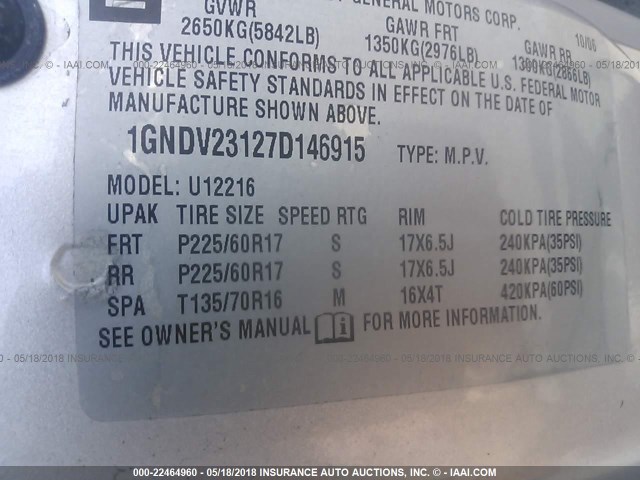 GENERAL MOTORS CORP. 10/06
GVWR GAWR FRT GAWR RR
2650KG(5842LB) 1350KG(2976LB) 1300KG(2866LB)
THIS VEHICLE CONFORMS TO ALL APPLICABLE U.S. FEDERAL MOTOR
VEHICLE SAFETY STANDARDS IN EFFECT ON THE DATE OF
MANUFACTURE SHOWN ABOVE.
1GNDV23127D146915 TYPE: M.P.V.
MODEL: U12216
UPAK TIRE SIZE SPEED RTG RIM COLD TIRE PRESSURE
FRT P225/60R17 S 17X6.5J 240KPA(35PSI)
RR P225/60R17 S 17X6.5J 240KPA(35PSI)
SPA T135/70R16 M 16X4T 420KPA(60PSI)
SEE OWNER'S MANUAL i FOR MORE INFORMATION.
000-22464960 - 05/18/2018 INSURANCE AUTO AUCTIONS, INC. - © IAAI.COM